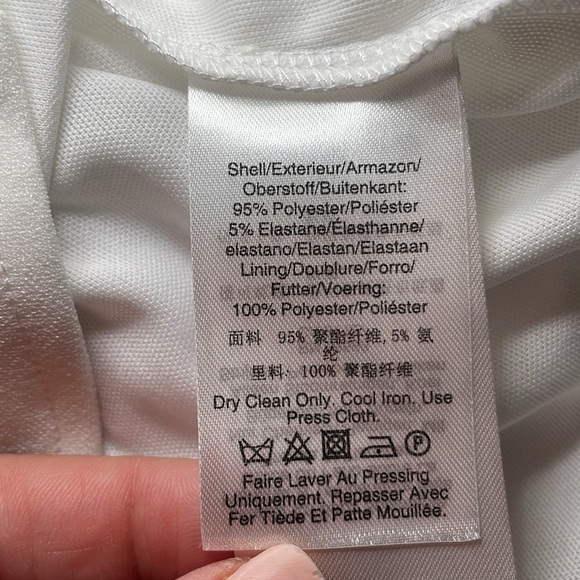 Shell/Exterieur/Armazon/
Oberstoff/Buitenkant:
95% Polyester/Poliéster
5% Elastane/Élasthanne/
elastano/Elastan/Elastaan
Lining/Doublure/Forro/
Futter/Voering:
100% Polyester/Poliéster
面料 95% 聚酯纤维,5% 氨
纶
里料: 100% 聚酯纤维
Dry Clean Only. Cool Iron. Use
Press Cloth.
P
Faire Laver Au Pressing
Uniquement. Repasser Avec
Fer Tiède Et Patte Mouillée.